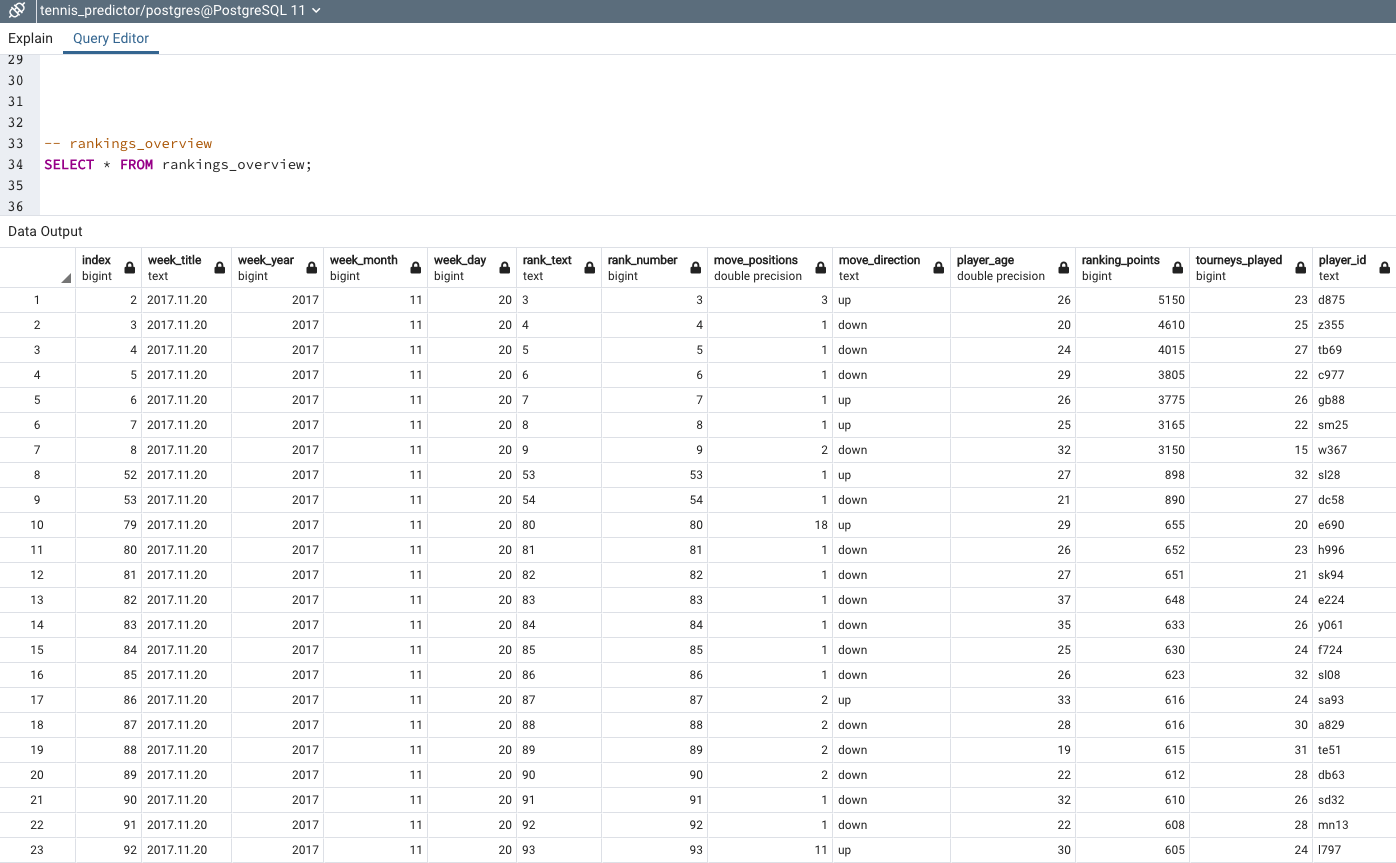 tennis_predictor/postgres@PostgreSQL 11
Explain Query Editor
29
30
31
32
33 -- rankings_overview
34 SELECT * FROM rankings_overview;
35
36
Data Output
index week_title week_year week_month week_day rank_text rank_number move_positions move_direction player_age ranking_points tourneys_played player_id
bigint text bigint bigint bigint text bigint double precision text double precision bigint bigint text
1 2 2017.11.20 2017 11 20 3 3 3 up 26 5150 23 d875
2 3 2017.11.20 2017 11 20 4 4 1 down 20 4610 25 z355
3 4 2017.11.20 2017 11 20 5 5 1 down 24 4015 27 tb69
4 5 2017.11.20 2017 11 20 6 6 1 down 29 3805 22 c977
5 6 2017.11.20 2017 11 20 7 7 1 up 26 3775 26 gb88
6 7 2017.11.20 2017 11 20 8 8 1 up 25 3165 22 sm25
7 8 2017.11.20 2017 11 20 9 9 2 down 32 3150 15 w367
8 52 2017.11.20 2017 11 20 53 53 1 up 27 898 32 sl28
9 53 2017.11.20 2017 11 20 54 54 1 down 21 890 27 dc58
10 79 2017.11.20 2017 11 20 80 80 18 up 29 655 20 e690
11 80 2017.11.20 2017 11 20 81 81 1 down 26 652 23 h996
12 81 2017.11.20 2017 11 20 82 82 1 down 27 651 21 sk94
13 82 2017.11.20 2017 11 20 83 83 1 down 37 648 24 e224
14 83 2017.11.20 2017 11 20 84 84 1 down 35 633 26 y061
15 84 2017.11.20 2017 11 20 85 85 1 down 25 630 24 f724
16 85 2017.11.20 2017 11 20 86 86 1 down 26 623 32 sl08
17 86 2017.11.20 2017 11 20 87 87 2 up 33 616 24 sa93
18 87 2017.11.20 2017 11 20 88 88 2 down 28 616 30 a829
19 88 2017.11.20 2017 11 20 89 89 2 down 19 615 31 te51
20 89 2017.11.20 2017 11 20 90 90 2 down 22 612 28 db63
21 90 2017.11.20 2017 11 20 91 91 1 down 32 610 26 sd32
22 91 2017.11.20 2017 11 20 92 92 1 down 22 608 28 mn13
23 92 2017.11.20 2017 11 20 93 93 11 up 30 605 24 l797